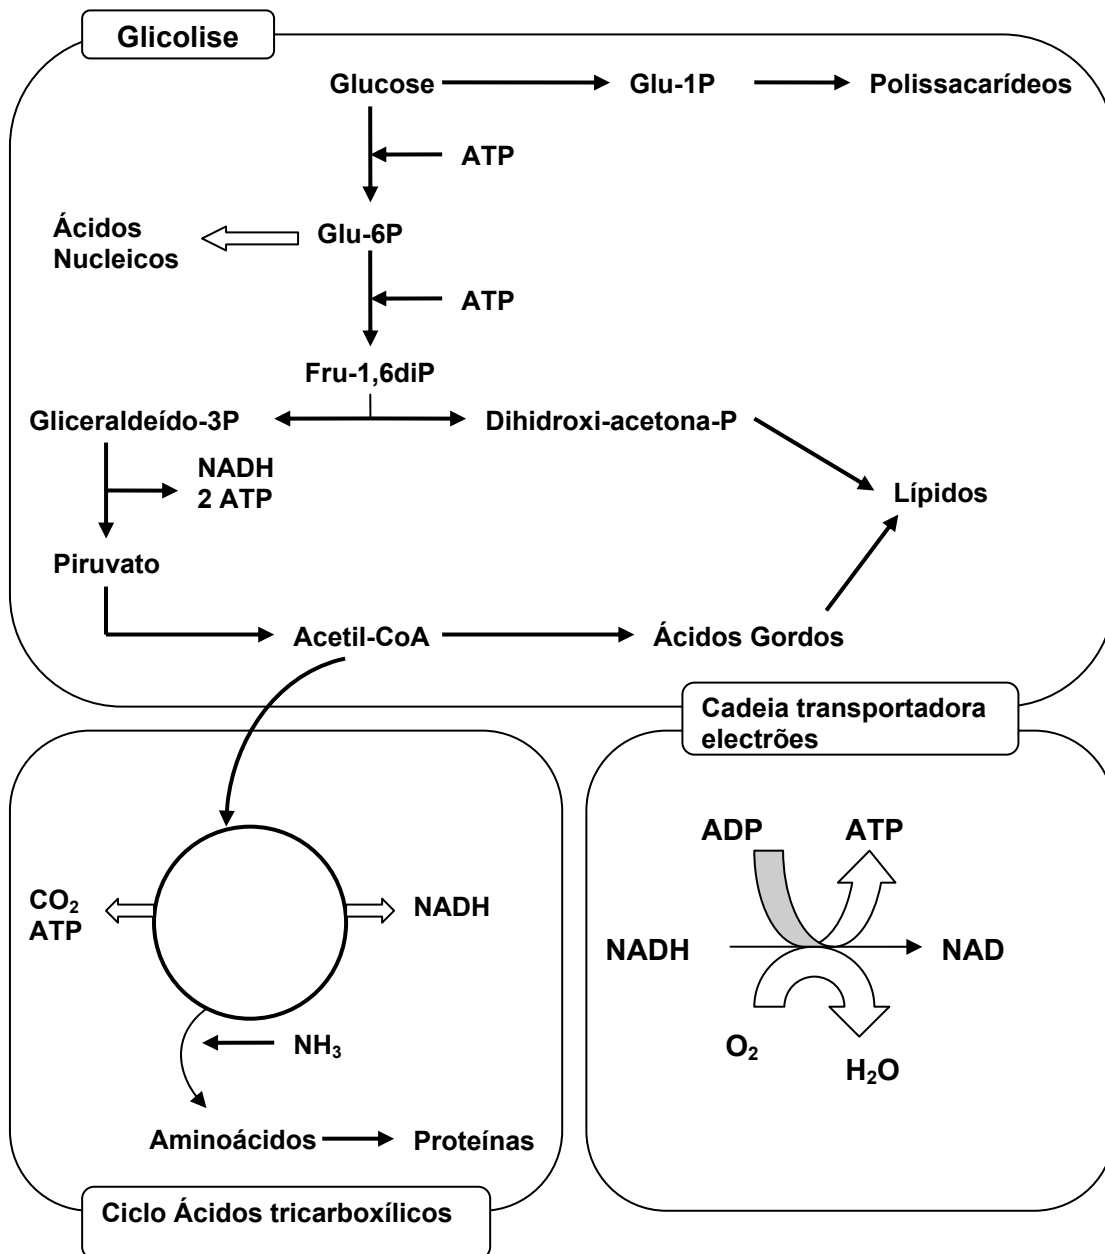 Glicolise
Glucose
Glu-1P
Polissacarídeos
ATP
Ácidos
Nucleicos
Glu-6P
ATP
Fru-1,6diP
Gliceraldeído-3P
Dihidroxi-acetona-P
NADH
2 ATP
Lípidos
Piruvato
Acetil-CoA
Ácidos Gordos
Cadeia transportadora
electrões
CO₂
ATP
NADH
NH₃
Aminoácidos
Proteínas
Ciclo Ácidos tricarboxílicos
ADP
ATP
NADH
NAD
O₂
H₂O